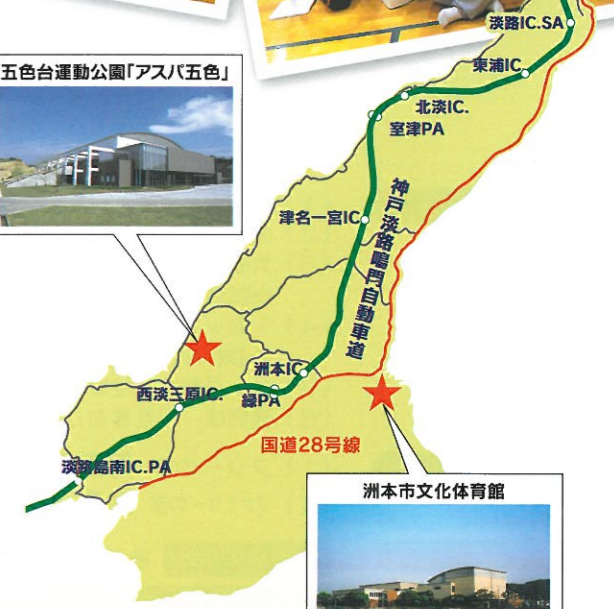 淡路IC.SA
東浦IC
五色台運動公園「アスパ五色」
北淡IC.
室津PA
津名一宮IC
神戸淡路鳴門自動車道
洲本IC
西淡三原IC.
緑PA
国道28号線
淡路島南IC.PA
洲本市文化体育館